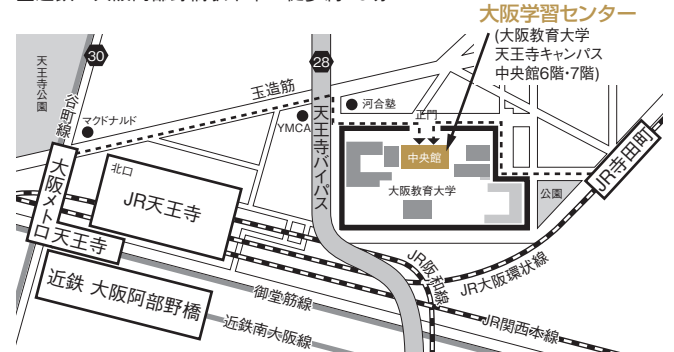 大阪学習センター
(大阪教育大学
天王寺キャンパス
中央館6階・7階)
30
28
天王寺公園
谷町線
玉造筋
マクドナルド
YMCA
河合塾
正門
天王寺バイパス
中央館
大阪教育大学
公園
JR寺田町
北口
JR天王寺
大阪メトロ天王寺
近鉄 大阪阿部野橋
御堂筋線
近鉄南大阪線
JR阪和線
JR大阪環状線
JR関西本線